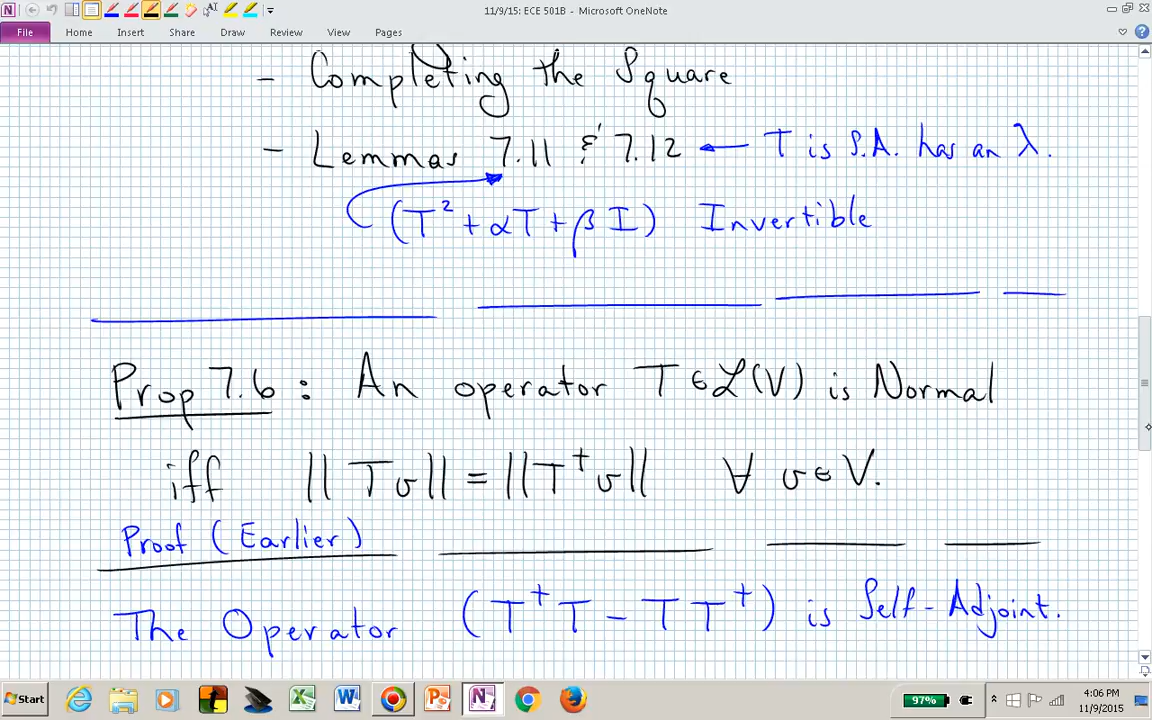 11/9/15: ECE 501B - Microsoft OneNote
File Home Insert Share Draw Review View Pages
- Completing the Square
- Lemmas 7.11 & 7.12 ← T is S.A. has an λ.
(T² + αT + βI) Invertible
Prop 7.6 : An operator T∈ℒ(V) is Normal
iff ||Tv|| = ||T†v|| ∀ v∈V.
Proof (Earlier)
The Operator (T†T - TT†) is Self-Adjoint.
Start
97%
4:06 PM
11/9/2015